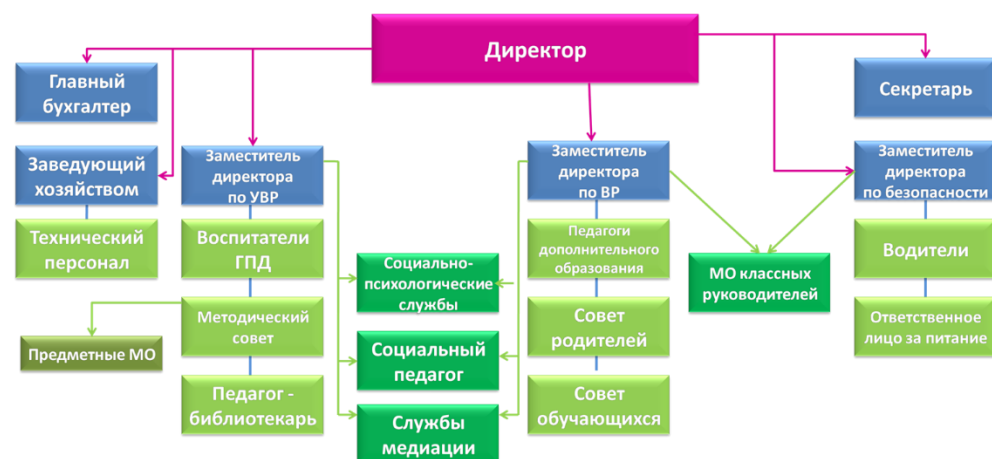 Директор
Главный
бухгалтер
Секретарь
Заведующий
хозяйством
Заместитель
директора
по УВР
Заместитель
директора
по ВР
Заместитель
директора
по безопасности
Технический
персонал
Воспитатели
ГПД
Педагоги
дополнительного
образования
Водители
Социально-
психологические
службы
МО классных
руководителей
Методический
совет
Совет
родителей
Ответственное
лицо за питание
Предметные МО
Социальный
педагог
Педагог -
библиотекарь
Совет
обучающихся
Службы
медиации